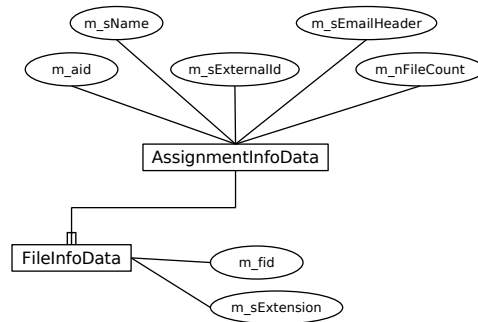 m_sName
m_sEmailHeader
m_aid
m_sExternalId
m_nFileCount
AssignmentInfoData
FileInfoData
m_fid
m_sExtension